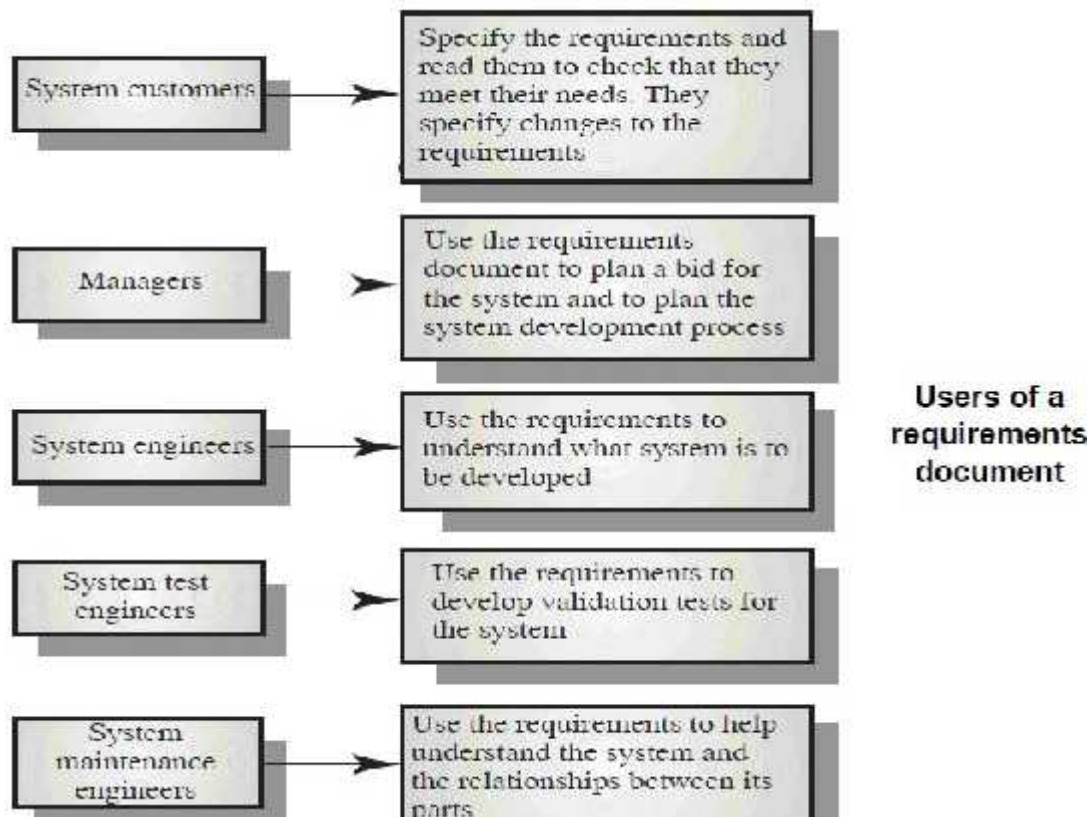 System customers
Specify the requirements and
read them to check that they
meet their needs. They
specify changes to the
requirements
Managers
Use the requirements
document to plan a bid for
the system and to plan the
system development process
System engineers
Use the requirements to
understand what system is to
be developed
System test
engineers
Use the requirements to
develop validation tests for
the system
System
maintenance
engineers
Use the requirements to help
understand the system and
the relationships between its
parts
Users of a
requirements
document